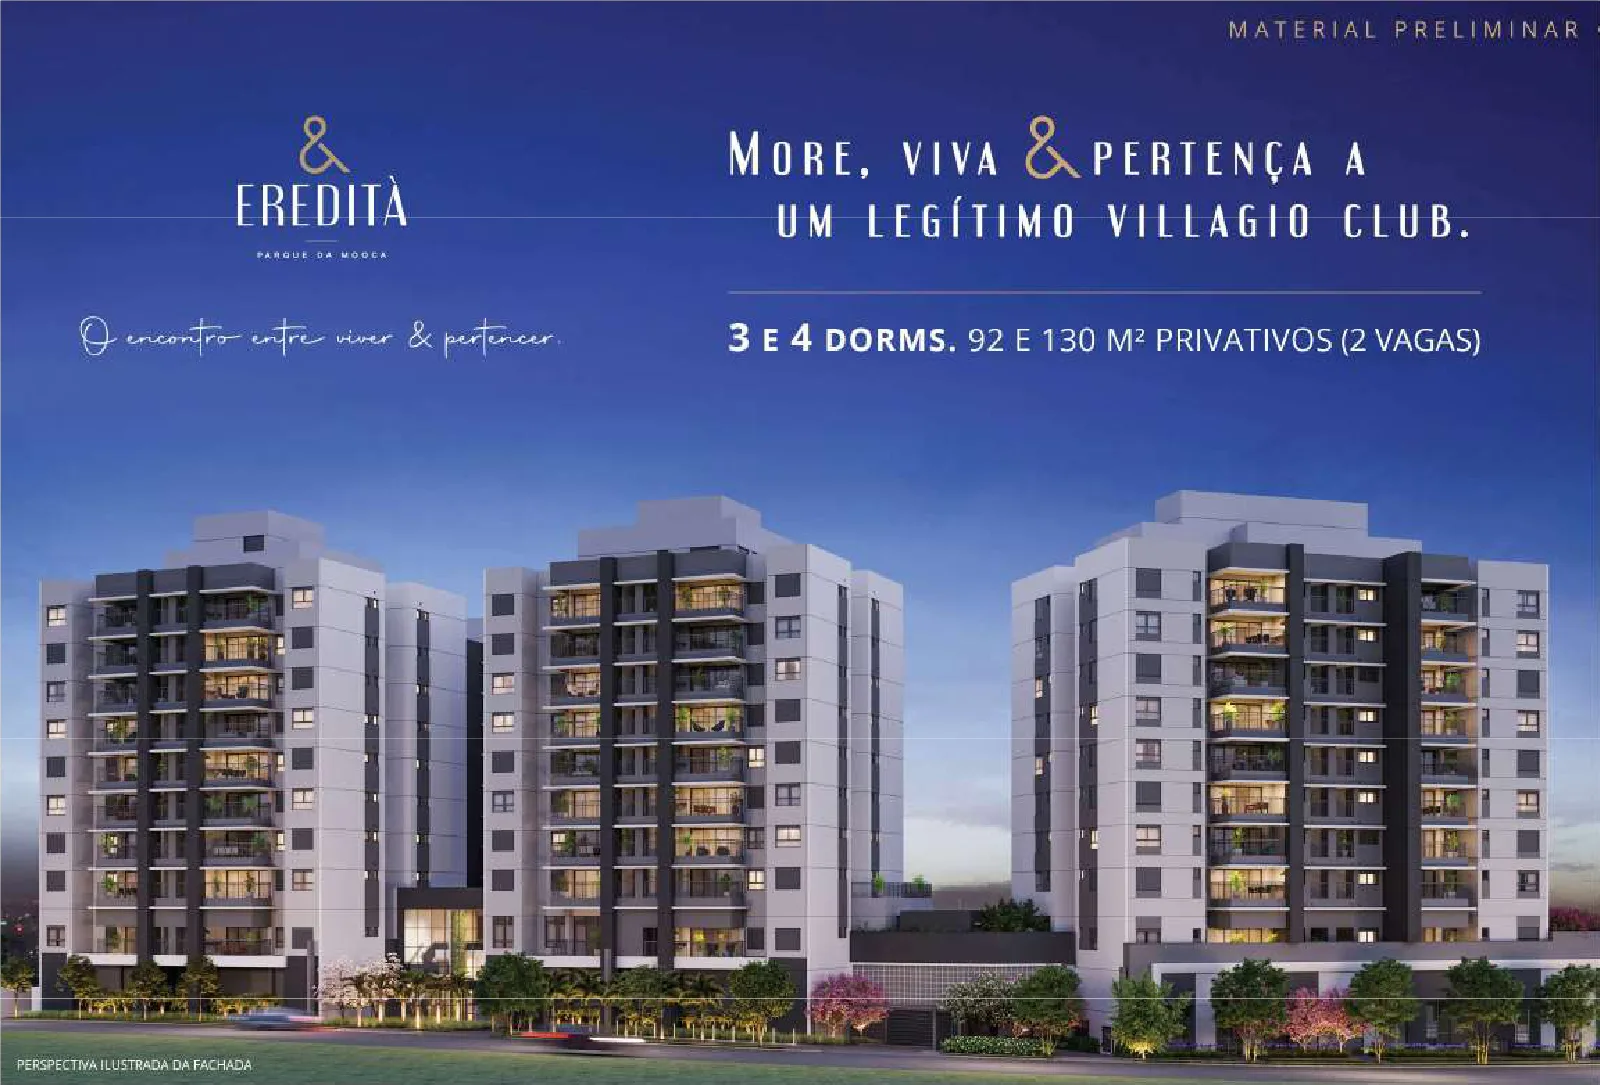 MATERIAL PRELIMINAR
&
EREDITÀ
PARQUE DA MOOCA
O encontro entre viver & pertencer.
MORE, VIVA & PERTENÇA A
UM LEGÍTIMO VILLAGIO CLUB.
3 E 4 DORMS. 92 E 130 M² PRIVATIVOS (2 VAGAS)
PERSPECTIVA ILUSTRADA DA FACHADA